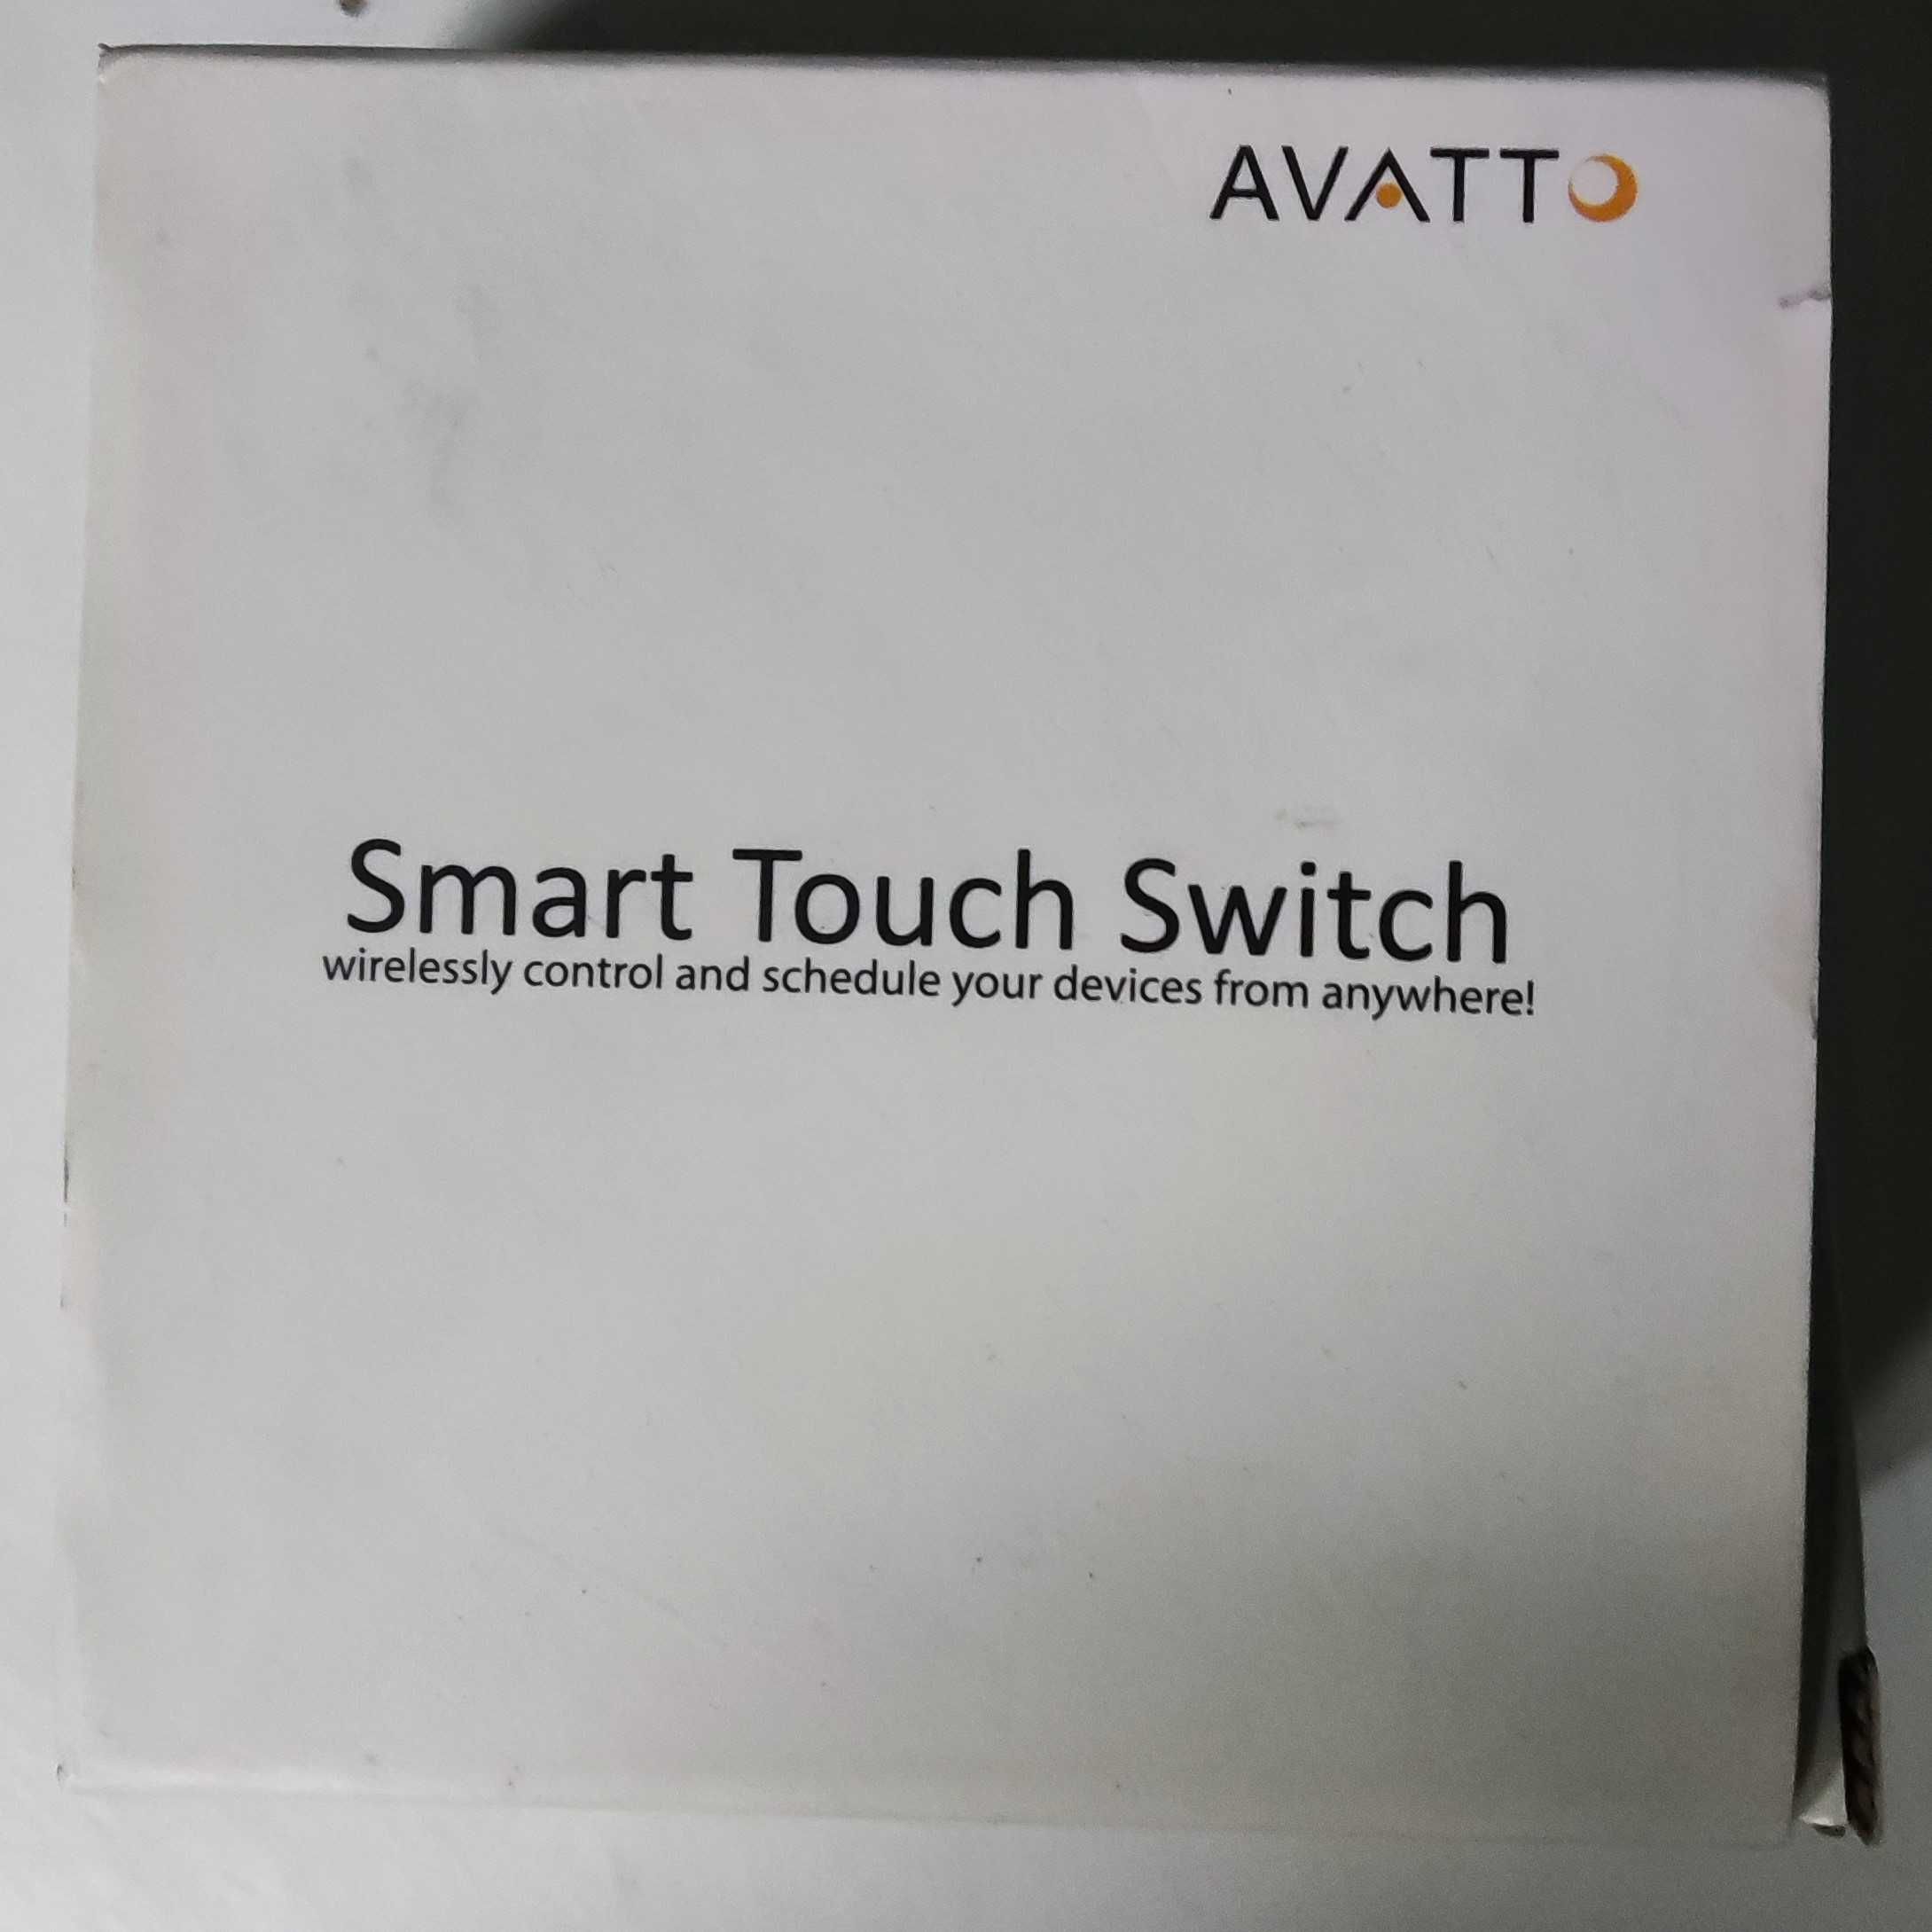 AVATTO
Smart Touch Switch
wirelessly control and schedule your devices from anywhere!